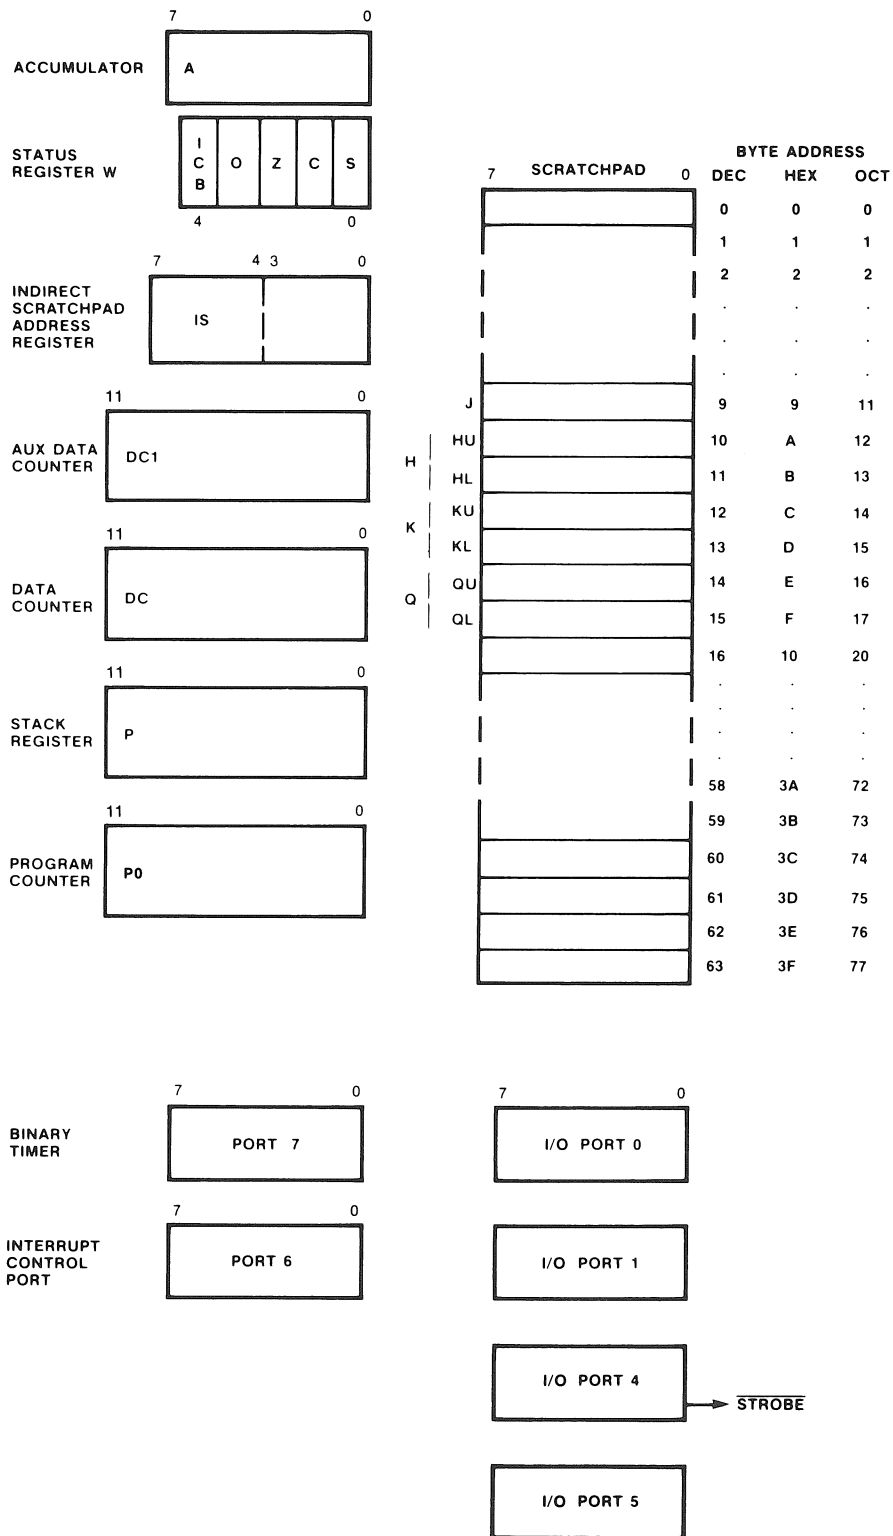 7 0
ACCUMULATOR
A
STATUS
REGISTER W
I
C
B
O
Z
C
S
4 0
7 4 3 0
INDIRECT
SCRATCHPAD
ADDRESS
REGISTER
IS
11 0
AUX DATA
COUNTER
DC1
11 0
DATA
COUNTER
DC
11 0
STACK
REGISTER
P
11 0
PROGRAM
COUNTER
P0
BYTE ADDRESS
7 SCRATCHPAD 0 DEC HEX OCT
0 0 0
1 1 1
2 2 2
. . .
. . .
. . .
J 9 9 11
H
HU 10 A 12
HL 11 B 13
K
KU 12 C 14
KL 13 D 15
Q
QU 14 E 16
QL 15 F 17
16 10 20
. . .
. . .
. . .
. . .
58 3A 72
59 3B 73
60 3C 74
61 3D 75
62 3E 76
63 3F 77
7 0
BINARY
TIMER
PORT 7
7 0
INTERRUPT
CONTROL
PORT
PORT 6
7 0
I/O PORT 0
I/O PORT 1
I/O PORT 4
STROBE
I/O PORT 5